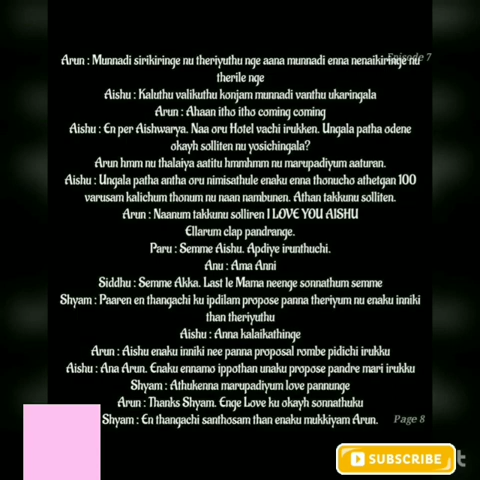 Episode 7
Arun : Munnadi sirikiringe nu theriyuthu nge aana munnadi enna nenaikiringe nu
therile nge
Aishu : Kaluthu valikuthu konjam munnadi vanthu ukaringala
Arun : Ahaan itho itho coming coming
Aishu : En per Aishwarya. Naa oru Hotel vachi irukken. Ungala patha odene
okayh solliten nu yosichingala?
Arun hmm nu thalaiya aatitu hmmhmm nu marupadiyum aaturan.
Aishu : Ungala patha antha oru nimisathule enaku enna thonucho athetgan 100
varusam kalichum thonum nu naan nambunen. Athan takkunu solliten.
Arun : Naanum takkunu solliren I LOVE YOU AISHU
Ellarum clap pandrange.
Paru : Semme Aishu. Apdiye irunthuchi.
Anu : Ama Anni
Siddhu : Semme Akka. Last le Mama neenge sonnathum semme
Shyam : Paaren en thangachi ku ipdilam propose panna theriyum nu enaku inniki
than theriyuthu
Aishu : Anna kalaikathinge
Arun : Aishu enaku inniki nee panna proposal rombe pidichi irukku
Aishu : Ana Arun. Enaku ennamo ippothan unaku propose pandre mari irukku
Shyam : Athukenna marupadiyum love pannunge
Arun : Thanks Shyam. Enge Love ku okayh sonnathuku
Shyam : En thangachi santhosam than enaku mukkiyam Arun.
Page 8
SUBSCRIBE